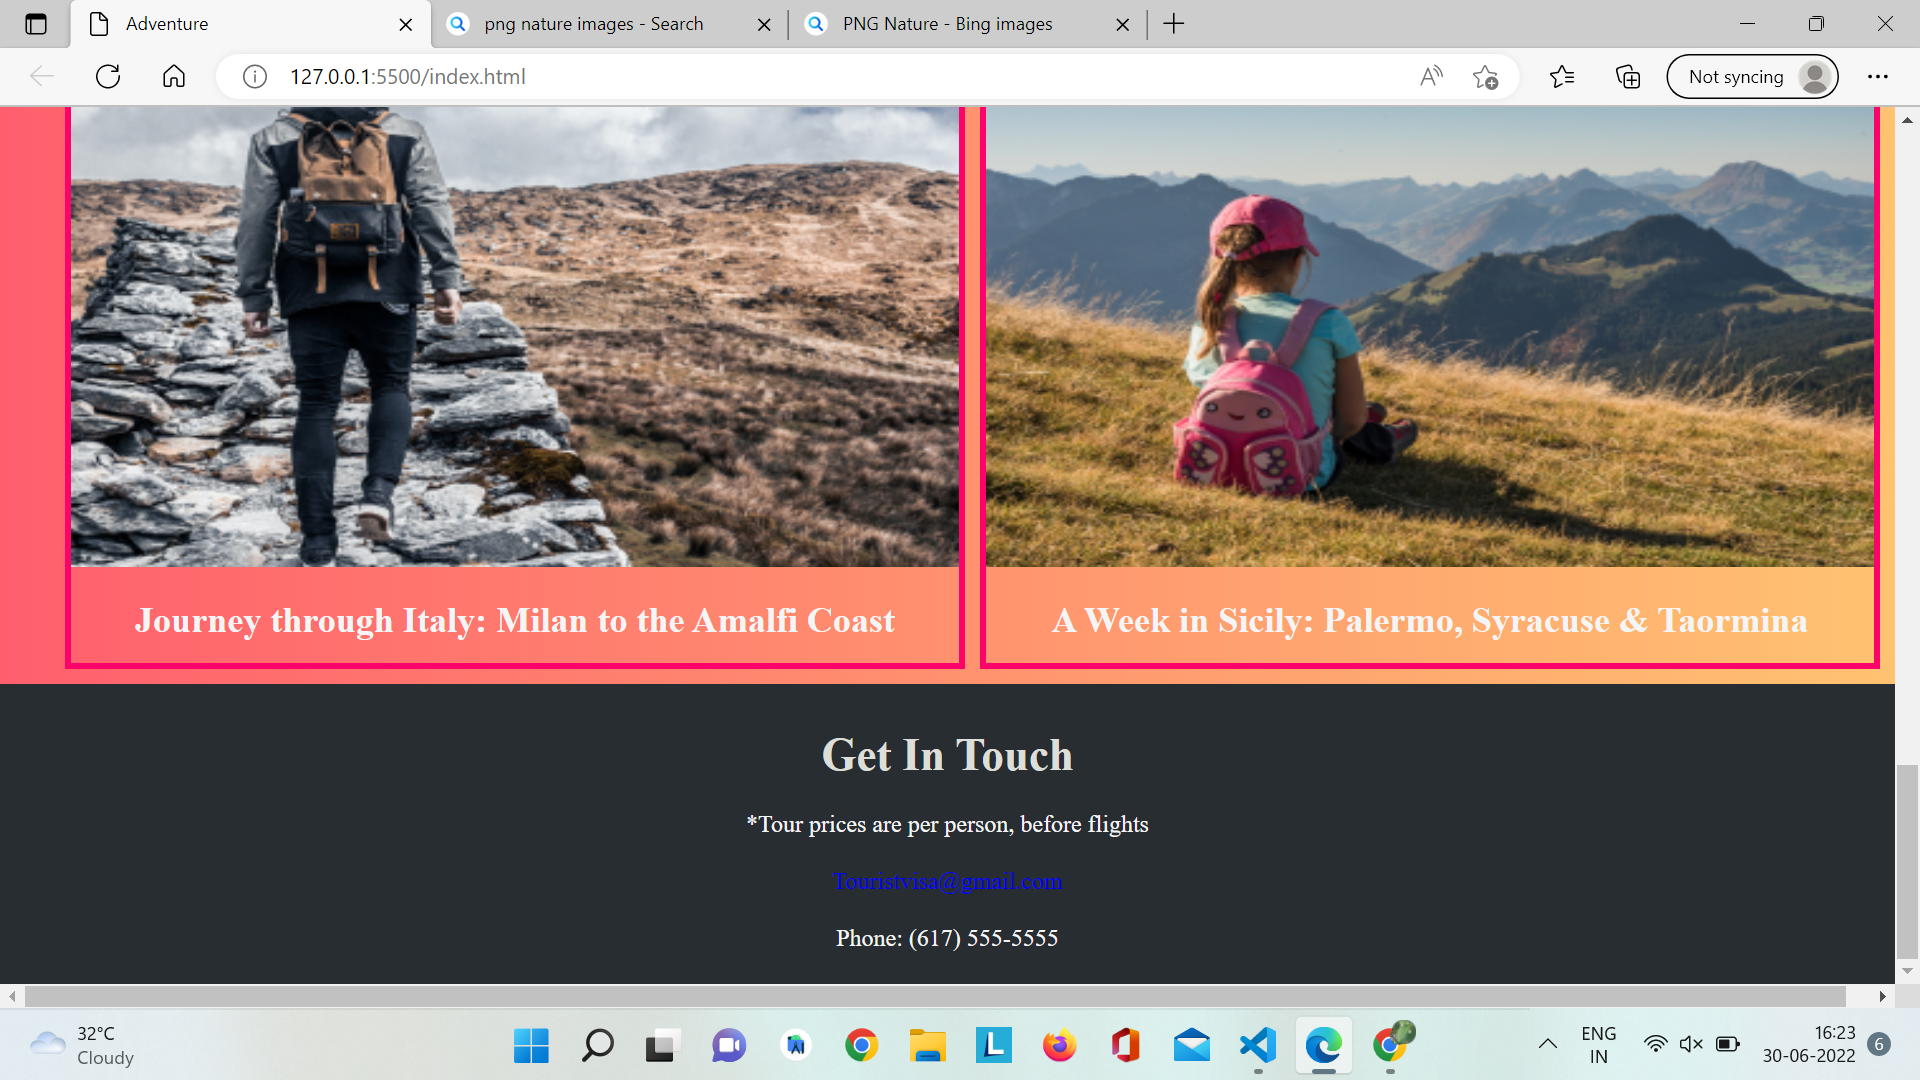 Adventure
png nature images - Search
PNG Nature - Bing images
127.0.0.1:5500/index.html
Not syncing
Journey through Italy: Milan to the Amalfi Coast
A Week in Sicily: Palermo, Syracuse & Taormina
Get In Touch
*Tour prices are per person, before flights
Touristvisa@gmail.com
Phone: (617) 555-5555
32°C
Cloudy
ENG
IN
16:23
30-06-2022
6